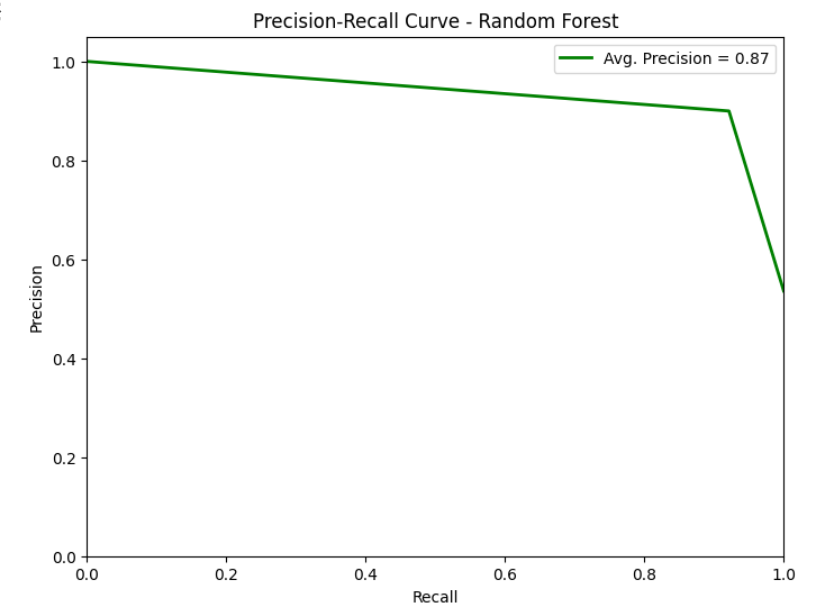 Precision-Recall Curve - Random Forest
Avg. Precision = 0.87
1.0
0.8
0.6
0.4
0.2
0.0
Precision
0.0 0.2 0.4 0.6 0.8 1.0
Recall